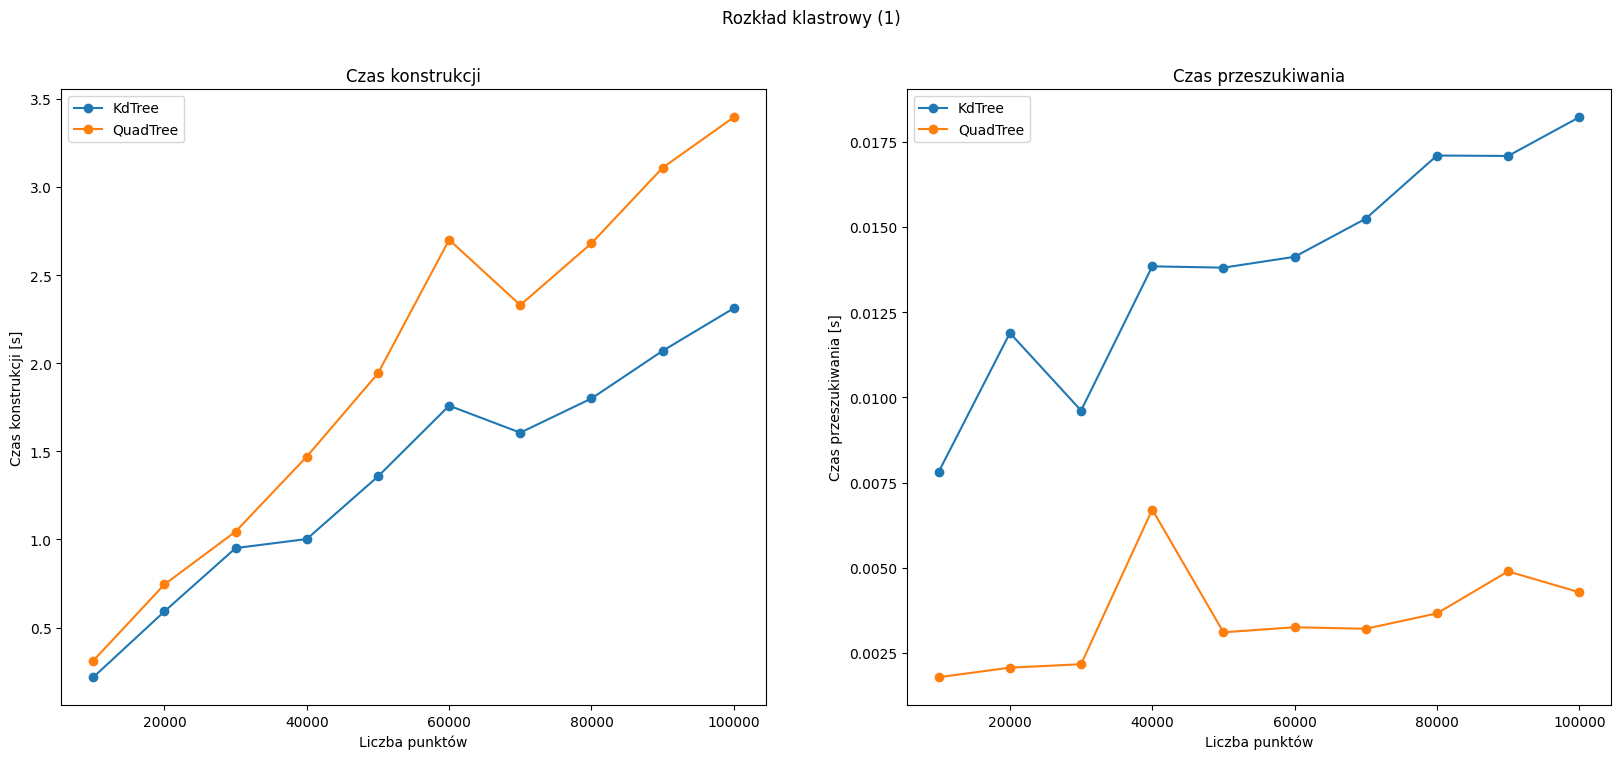 Rozkład klastrowy (1)
Czas konstrukcji
KdTree
QuadTree
3.5
3.0
2.5
2.0
1.5
1.0
0.5
Czas konstrukcji [s]
20000 40000 60000 80000 100000
Liczba punktów
Czas przeszukiwania
KdTree
QuadTree
0.0175
0.0150
0.0125
0.0100
0.0075
0.0050
0.0025
Czas przeszukiwania [s]
20000 40000 60000 80000 100000
Liczba punktów